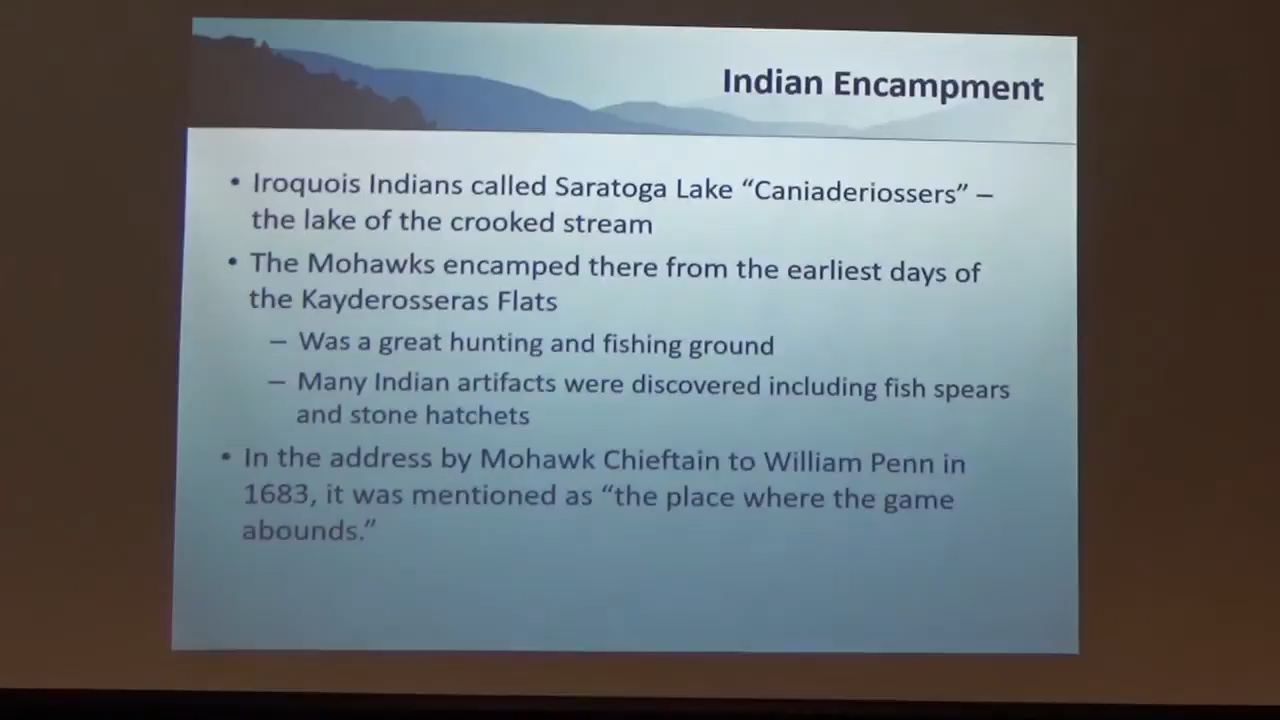 Indian Encampment
• Iroquois Indians called Saratoga Lake “Caniaderiossers” –
the lake of the crooked stream
• The Mohawks encamped there from the earliest days of
the Kayderosseras Flats
– Was a great hunting and fishing ground
– Many Indian artifacts were discovered including fish spears
and stone hatchets
• In the address by Mohawk Chieftain to William Penn in
1683, it was mentioned as “the place where the game
abounds.”